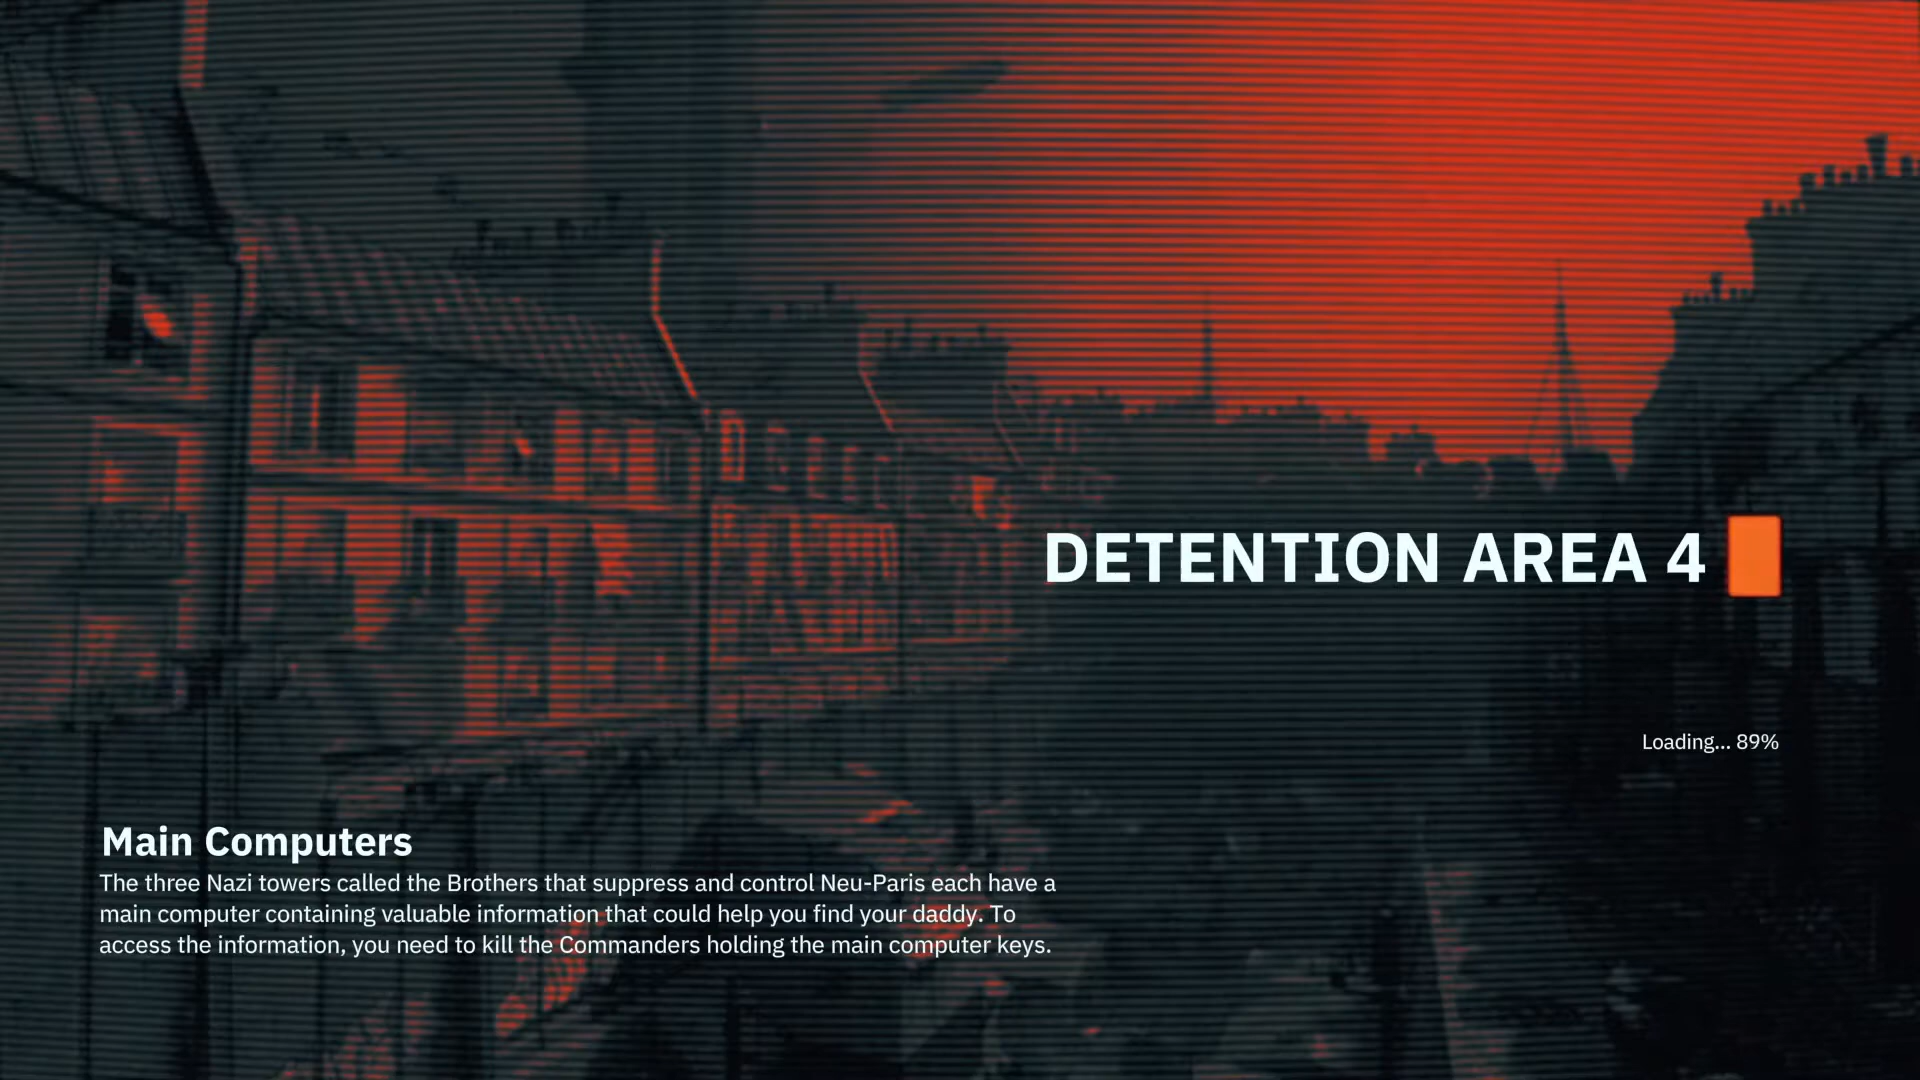 DETENTION AREA 4
Loading... 89%
Main Computers
The three Nazi towers called the Brothers that suppress and control Neu-Paris each have a
main computer containing valuable information that could help you find your daddy. To
access the information, you need to kill the Commanders holding the main computer keys.